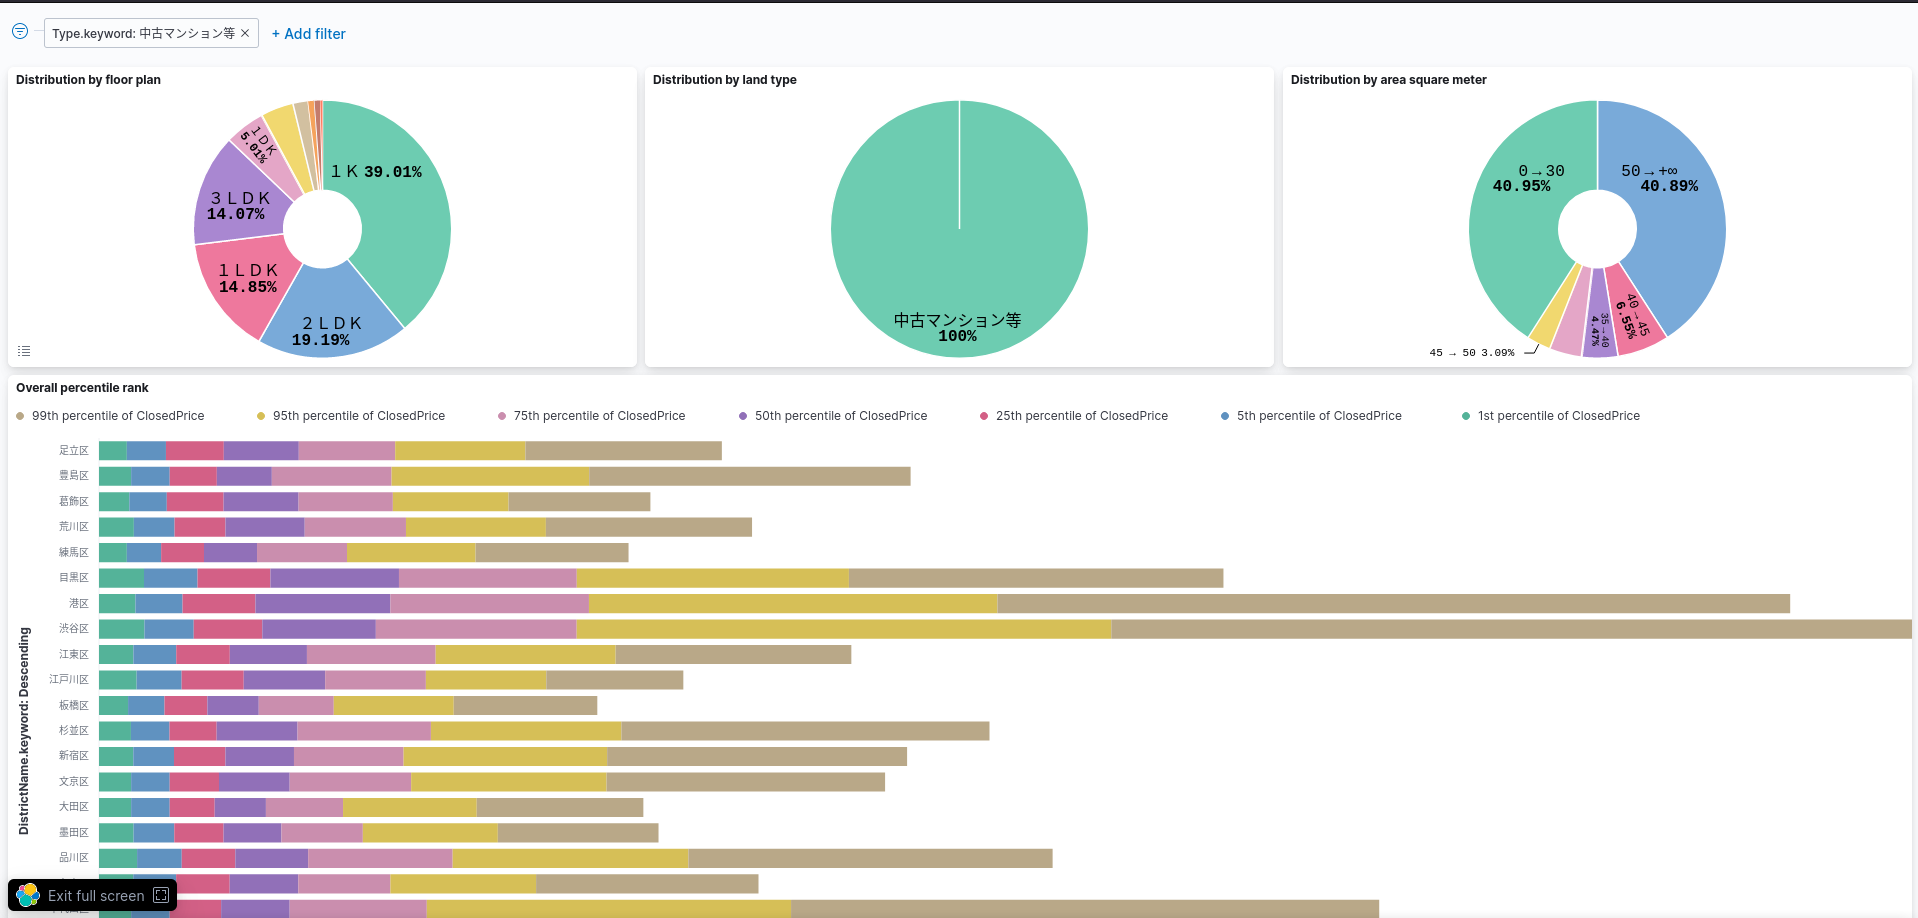 Type.keyword: 中古マンション等 ×
+ Add filter
Distribution by floor plan
１Ｋ 39.01%
２ＬＤＫ
19.19%
１ＬＤＫ
14.85%
３ＬＤＫ
14.07%
１ＤＫ
5.01%
Distribution by land type
中古マンション等
100%
Distribution by area square meter
0→30
40.95%
50→+∞
40.89%
40→45
6.55%
35→40
4.47%
45 → 50 3.09%
Overall percentile rank
99th percentile of ClosedPrice
95th percentile of ClosedPrice
75th percentile of ClosedPrice
50th percentile of ClosedPrice
25th percentile of ClosedPrice
5th percentile of ClosedPrice
1st percentile of ClosedPrice
DistrictName.keyword: Descending
足立区
豊島区
葛飾区
荒川区
練馬区
目黒区
港区
渋谷区
江東区
江戸川区
板橋区
杉並区
新宿区
文京区
大田区
墨田区
品川区
Exit full screen